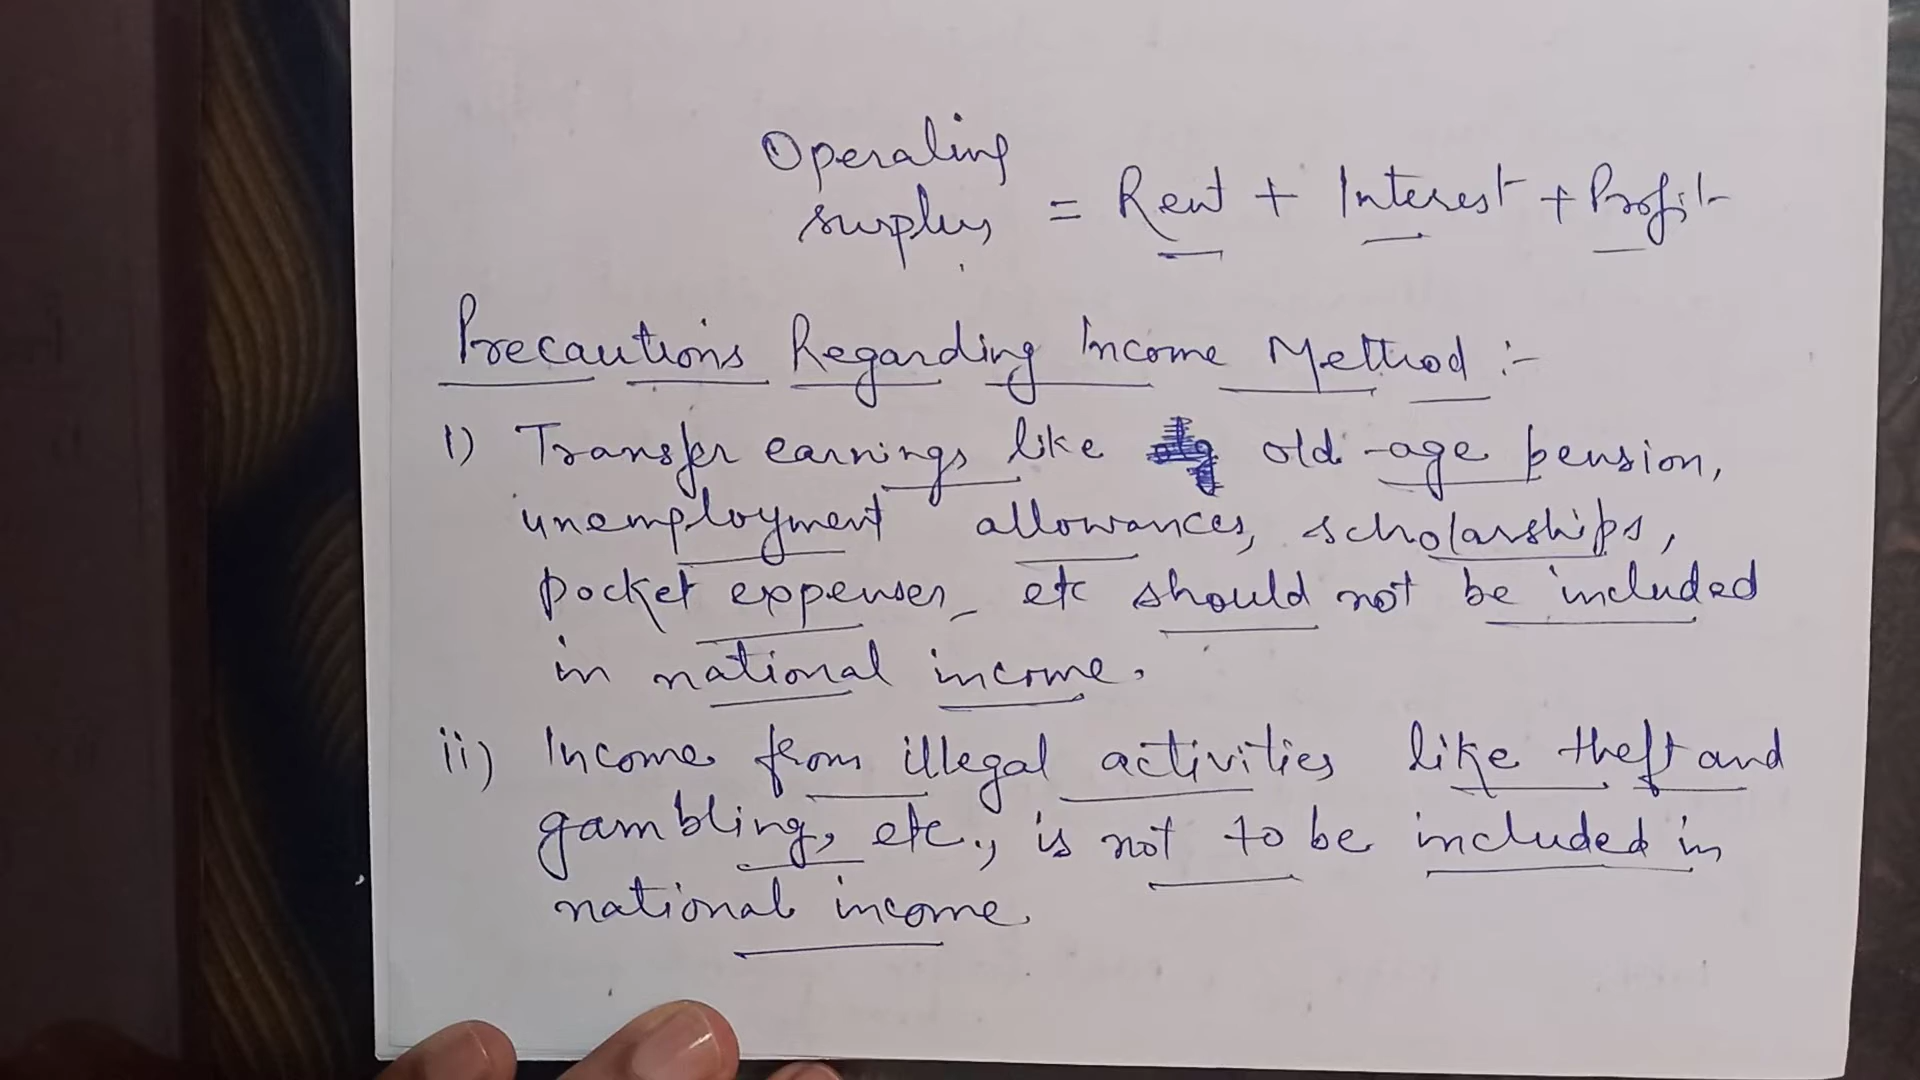 Operating
surplus = Rent + Interest + Profit
Precautions Regarding Income Method :-
i) Transfer earnings like old-age pension,
unemployment allowances, scholarships,
pocket expenses, etc should not be included
in national income.
ii) Income from illegal activities like theft and
gambling, etc., is not to be included in
national income.